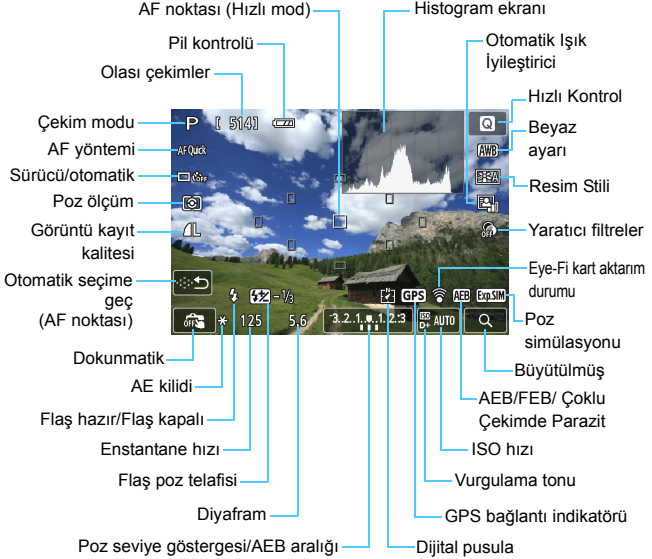 AF noktası (Hızlı mod)
Histogram ekranı
Pil kontrolü
Otomatik Işık
İyileştirici
Olası çekimler
Hızlı Kontrol
Çekim modu
P [ 514]
Q
Beyaz
ayarı
AF yöntemi
AF Quick
AWB
Sürücü/otomatik
OFF
A
Resim Stili
Poz ölçüm
Görüntü kayıt
kalitesi
L
OFF
Yaratıcı filtreler
Otomatik seçime
geç
(AF noktası)
Eye-Fi kart aktarım
durumu
-1/3
N
GPS
AEB
Exp.SIM
Poz
simülasyonu
OFF
* 125 5.6
3..2..1..0..1..2..3
ISO
D+
AUTO
Dokunmatik
Büyütülmüş
AE kilidi
AEB/FEB/ Çoklu
Çekimde Parazit
Flaş hazır/Flaş kapalı
Enstantane hızı
ISO hızı
Flaş poz telafisi
Vurgulama tonu
Diyafram
GPS bağlantı indikatörü
Poz seviye göstergesi/AEB aralığı
Dijital pusula